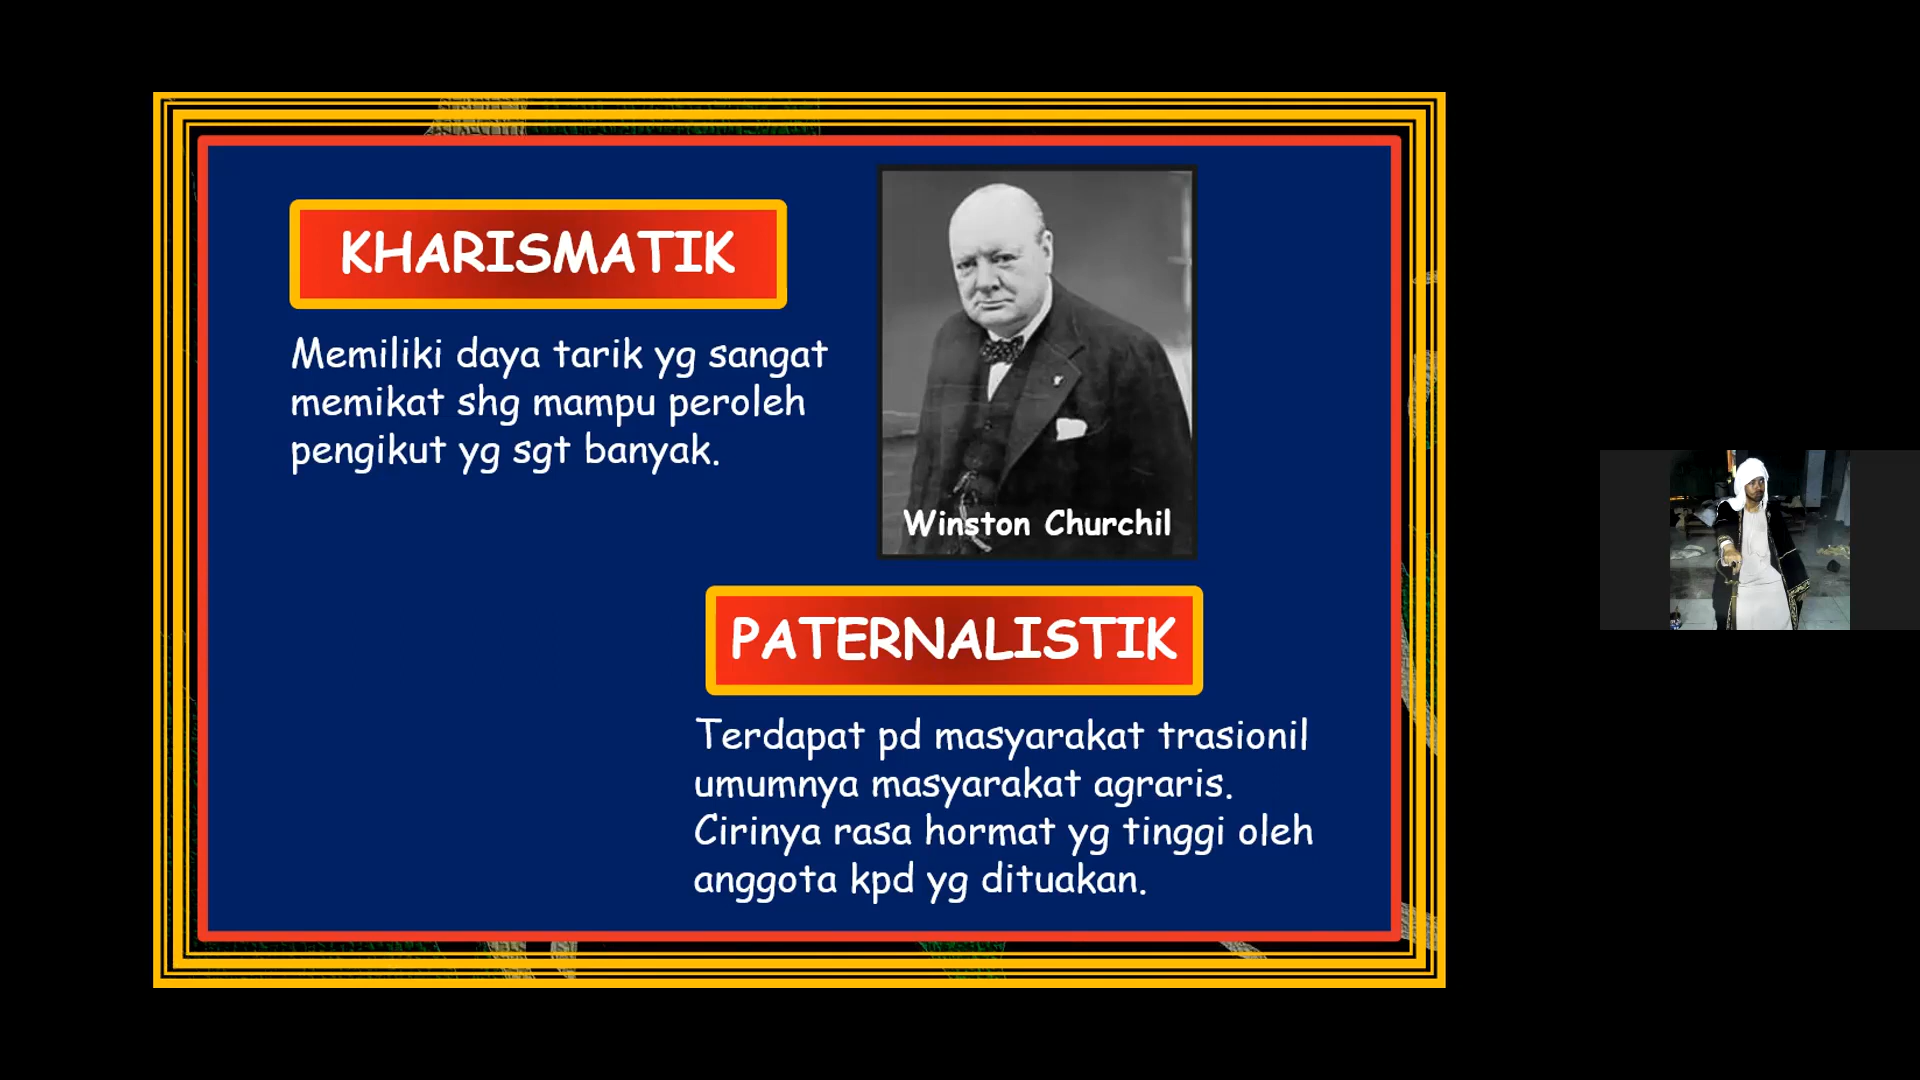 KHARISMATIK
Memiliki daya tarik yg sangat
memikat shg mampu peroleh
pengikut yg sgt banyak.
Winston Churchil
PATERNALISTIK
Terdapat pd masyarakat trasionil
umumnya masyarakat agraris.
Cirinya rasa hormat yg tinggi oleh
anggota kpd yg dituakan.